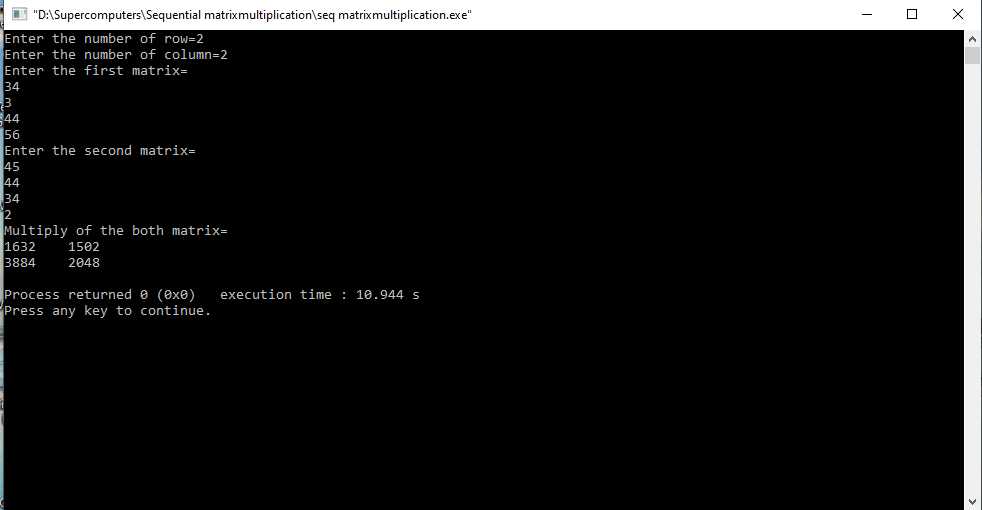 "D:\Supercomputers\Sequential matrixmultiplication\seq matrixmultiplication.exe"
Enter the number of row=2
Enter the number of column=2
Enter the first matrix=
34
3
44
56
Enter the second matrix=
45
44
34
2
Multiply of the both matrix=
1632    1502
3884    2048
Process returned 0 (0x0)   execution time : 10.944 s
Press any key to continue.